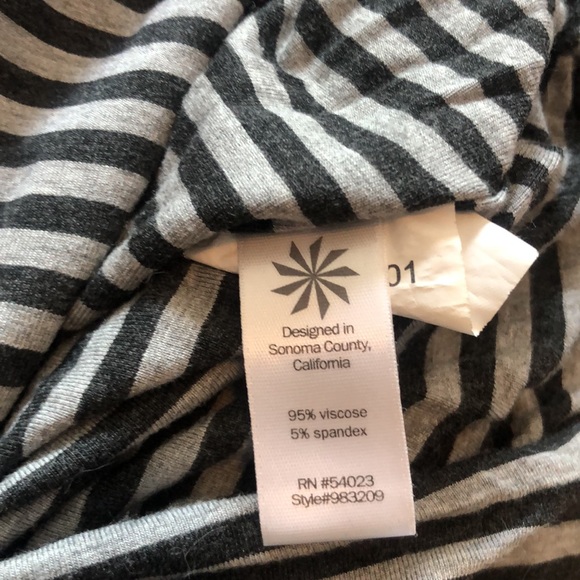 01
Designed in
Sonoma County,
California
95% viscose
5% spandex
RN #54023
Style#983209